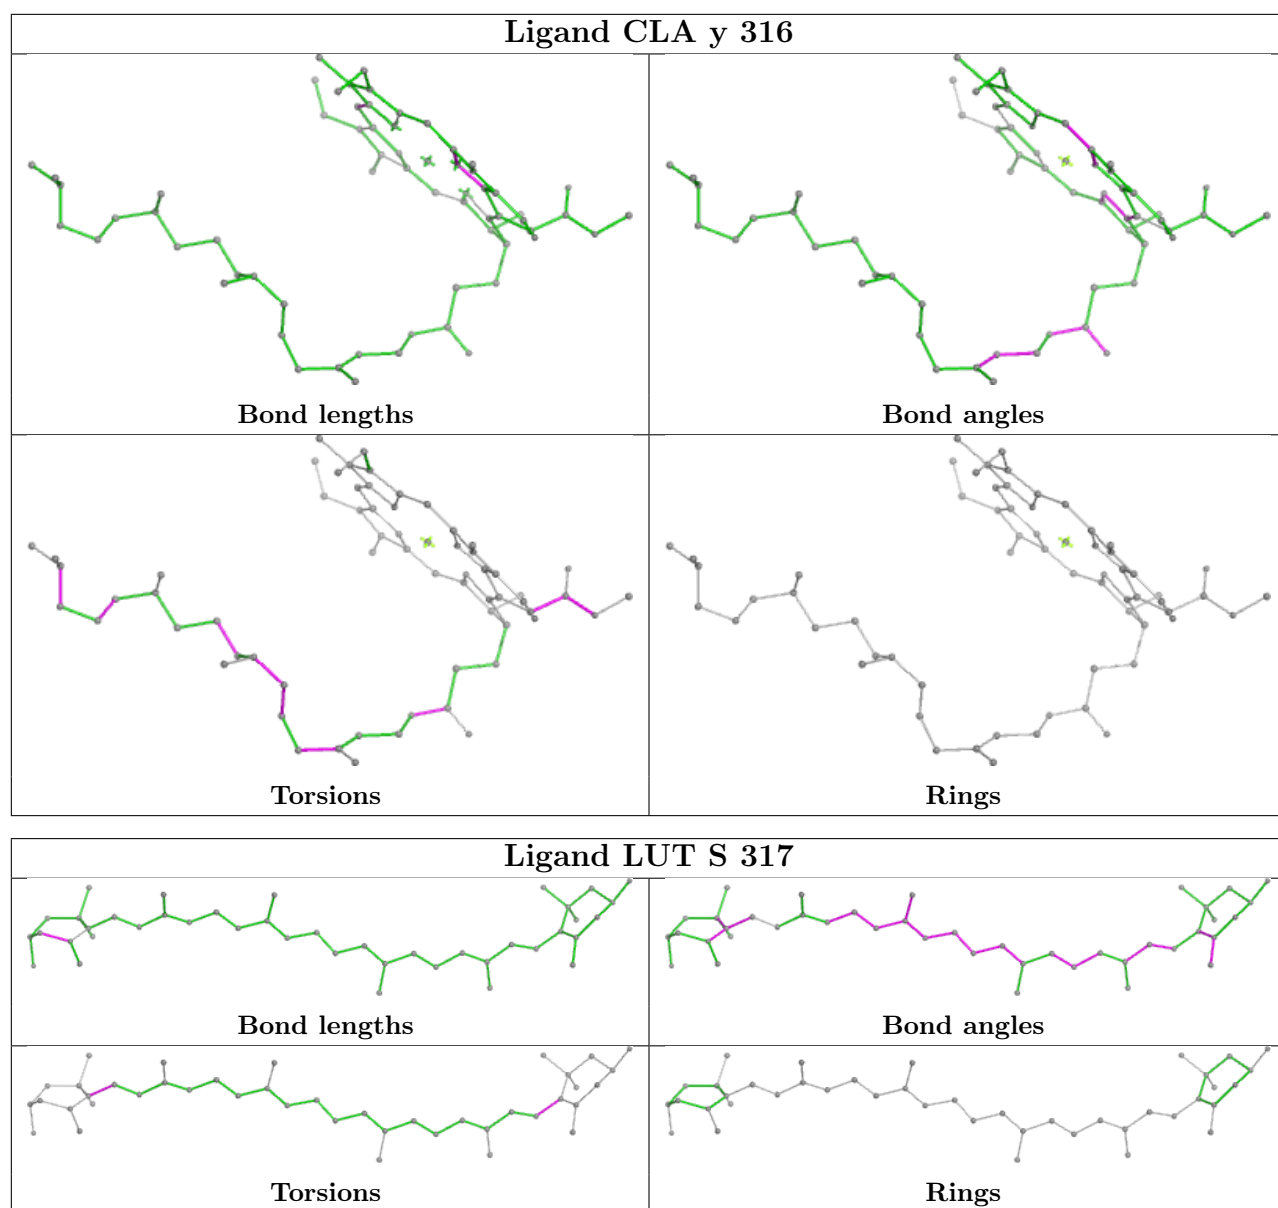 Ligand CLA y 316
Bond lengths
Bond angles
Torsions
Rings
Ligand LUT S 317
Bond lengths
Bond angles
Torsions
Rings